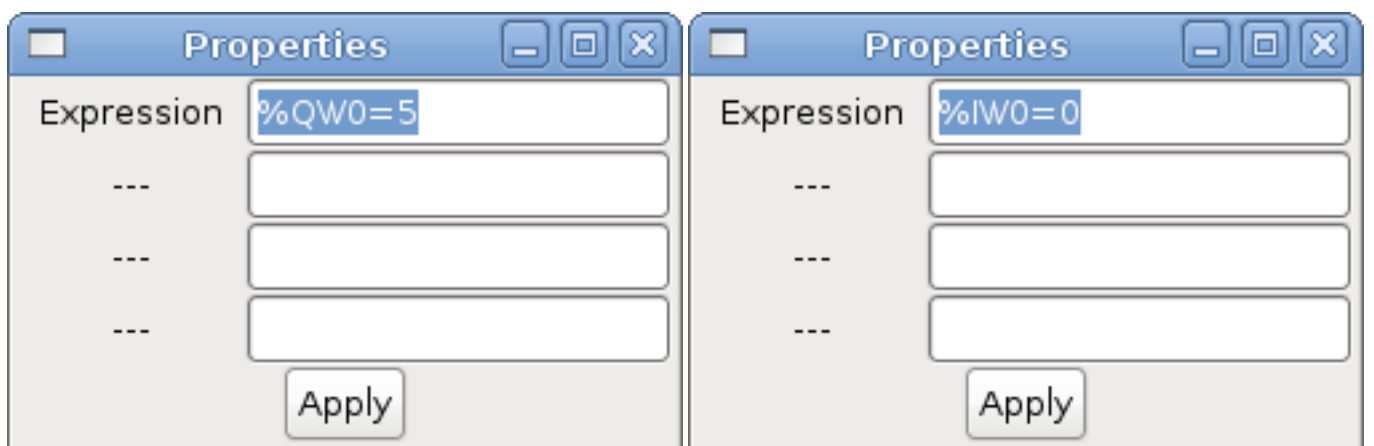 Properties
Expression %QW0=5
---
---
---
Apply
Properties
Expression %IW0=0
---
---
---
Apply